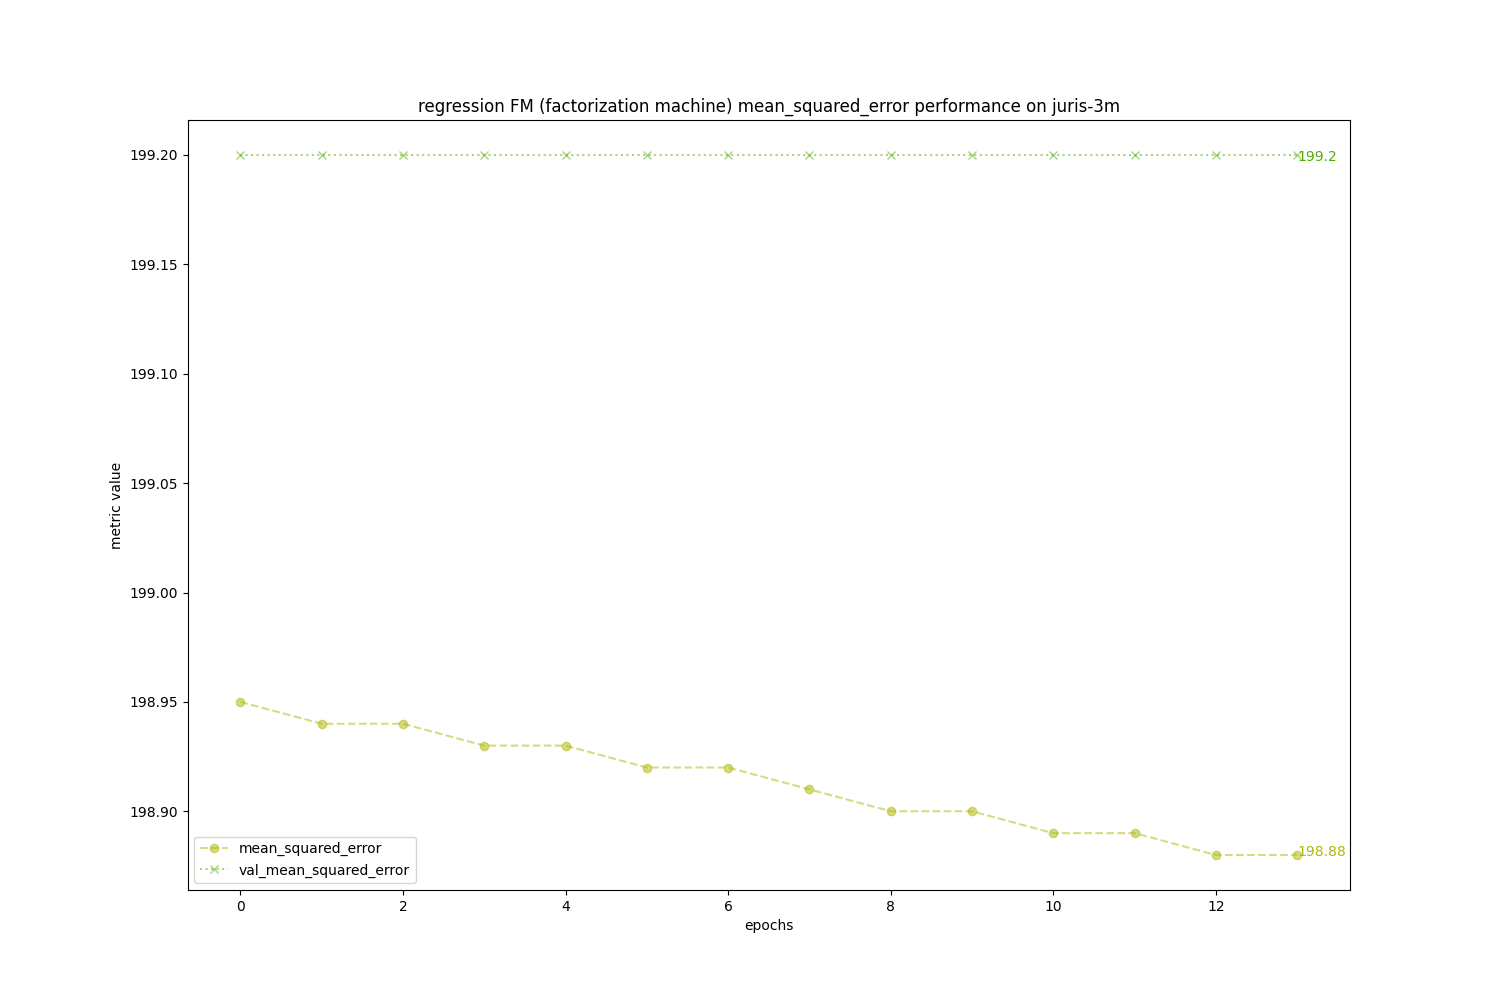 regression FM (factorization machine) mean_squared_error performance on juris-3m
199.20
199.15
199.10
199.05
199.00
198.95
198.90
metric value
199.2
198.88
mean_squared_error
val_mean_squared_error
0 2 4 6 8 10 12
epochs